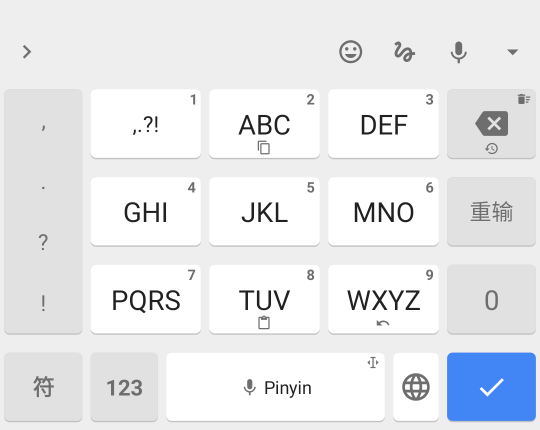 , 1 ,.?! 2 ABC 3 DEF
. 4 GHI 5 JKL 6 MNO 重输
?
! 7 PQRS 8 TUV 9 WXYZ 0
符 123 Pinyin